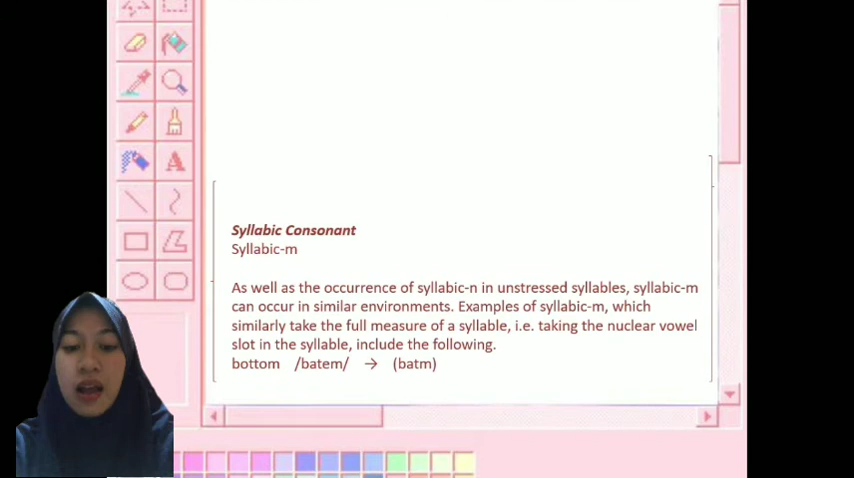 A
Syllabic Consonant
Syllabic-m
As well as the occurrence of syllabic-n in unstressed syllables, syllabic-m
can occur in similar environments. Examples of syllabic-m, which
similarly take the full measure of a syllable, i.e. taking the nuclear vowel
slot in the syllable, include the following.
bottom /batem/ → (batm)